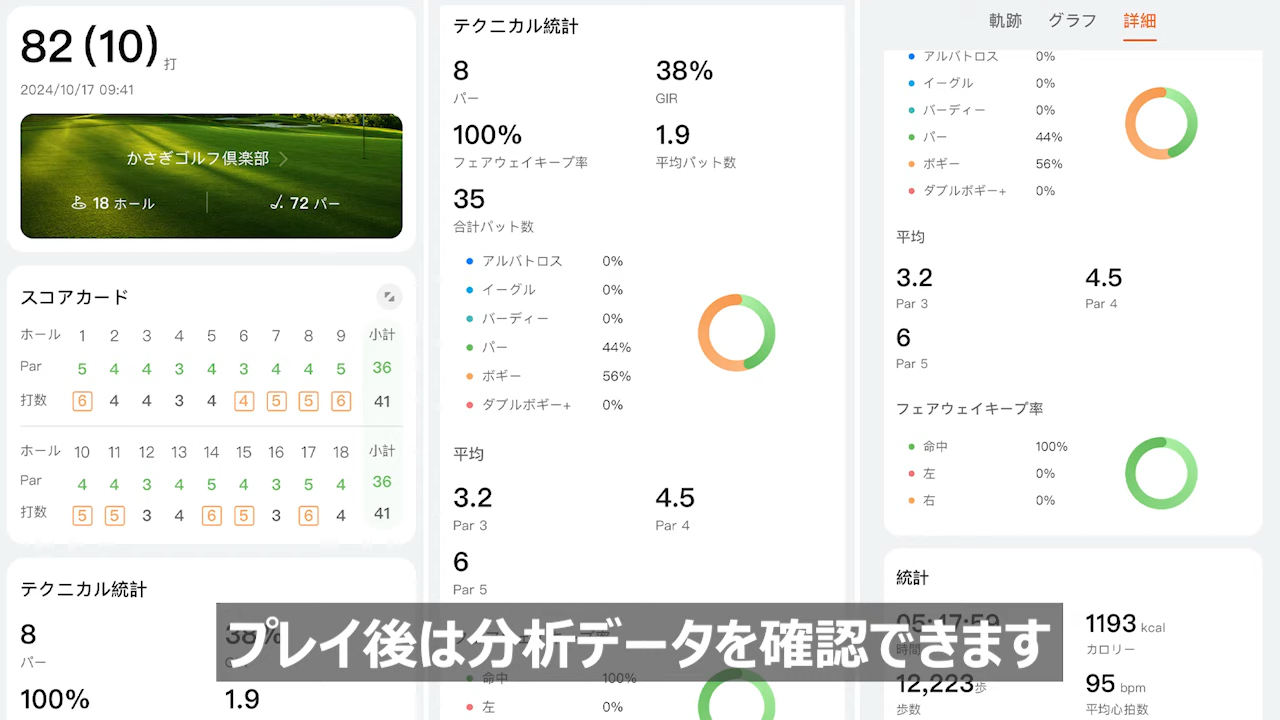 82 (10) 打
2024/10/17 09:41
かさぎゴルフ倶楽部
18 ホール 72 パー
スコアカード
ホール 1 2 3 4 5 6 7 8 9 小計
Par 5 4 4 3 4 3 4 4 5 36
打数 6 4 4 3 4 4 5 5 6 41
ホール 10 11 12 13 14 15 16 17 18 小計
Par 4 4 3 4 5 4 3 5 4 36
打数 5 5 3 4 6 5 3 6 4 41
テクニカル統計
8 38%
パー
100% 1.9
テクニカル統計
8 38%
パー GIR
100% 1.9
フェアウェイキープ率 平均パット数
35
合計パット数
アルバトロス 0%
イーグル 0%
バーディー 0%
パー 44%
ボギー 56%
ダブルボギー+ 0%
平均
3.2 4.5
Par 3 Par 4
6
Par 5
命中 100%
左 0%
軌跡 グラフ 詳細
アルバトロス 0%
イーグル 0%
バーディー 0%
パー 44%
ボギー 56%
ダブルボギー+ 0%
平均
3.2 4.5
Par 3 Par 4
6
Par 5
フェアウェイキープ率
命中 100%
左 0%
右 0%
統計
05:17:59 1193 kcal
時間 カロリー
12,223 歩 95 bpm
歩数 平均心拍数
プレイ後は分析データを確認できます